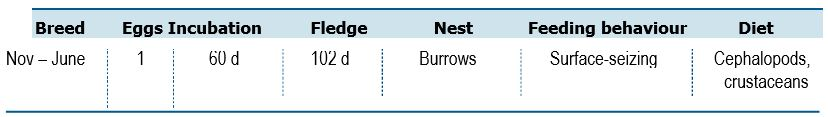 Breed Eggs Incubation Fledge Nest Feeding behaviour Diet
Nov – June 1 60 d 102 d Burrows Surface-seizing Cephalopods,
crustaceans